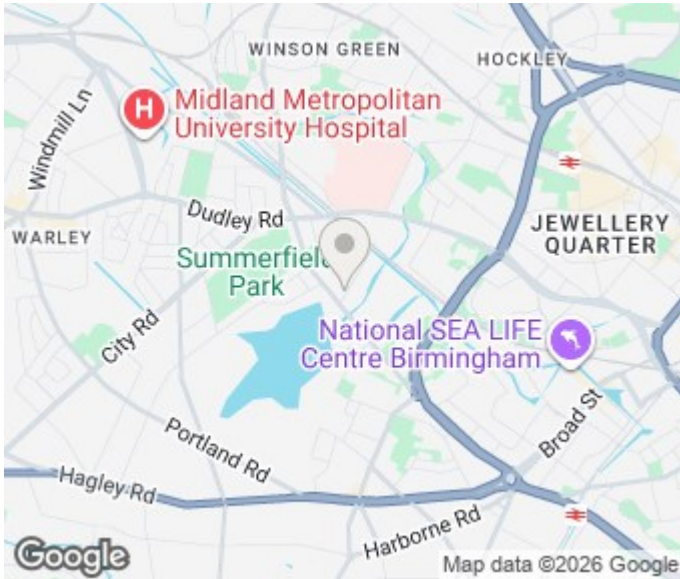 WINSON GREEN
HOCKLEY
Windmill Ln
H
Midland Metropolitan
University Hospital
Dudley Rd
JEWELLERY
QUARTER
WARLEY
Summerfield
Park
City Rd
National SEA LIFE
Centre Birmingham
Broad St
Portland Rd
Hagley Rd
Harborne Rd
Google
Map data ©2026 Google